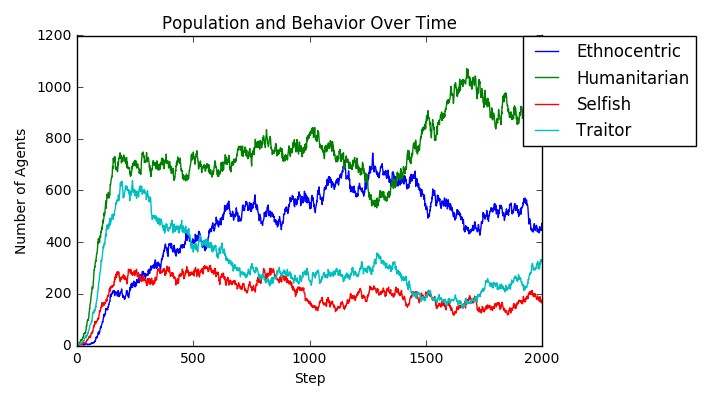 Population and Behavior Over Time
1200
1000
800
600
400
200
0
Number of Agents
0
500
1000
1500
2000
Step
Ethnocentric
Humanitarian
Selfish
Traitor